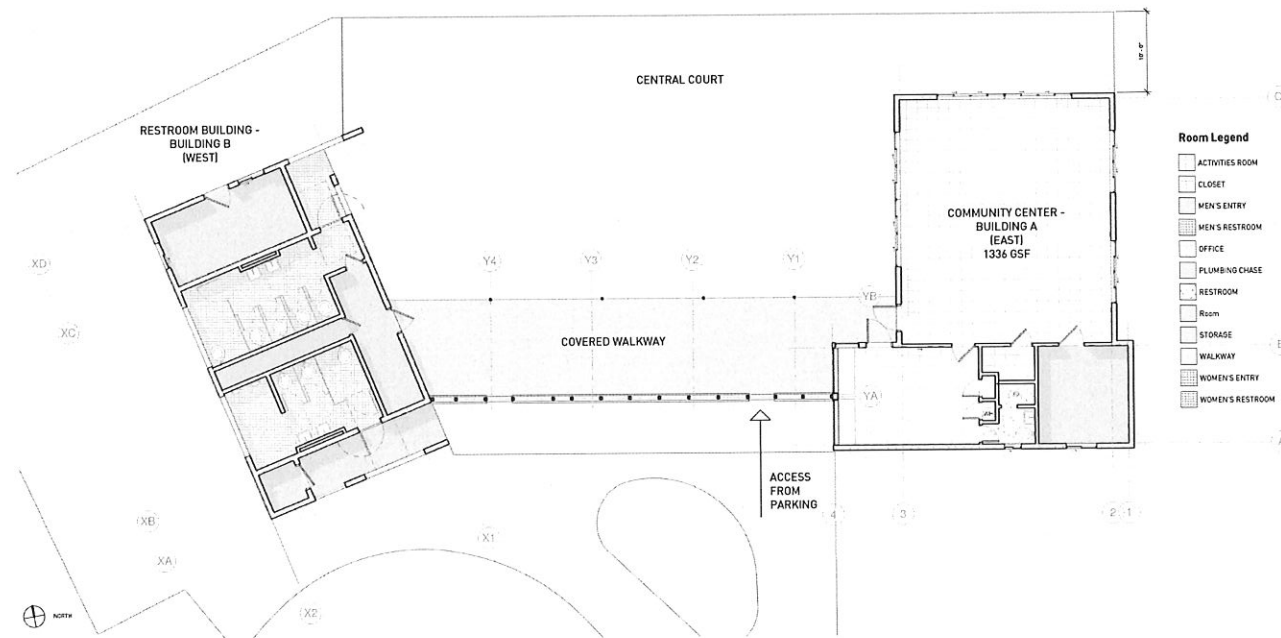 CENTRAL COURT
10' - 0"
RESTROOM BUILDING -
BUILDING B
(WEST)
C
Room Legend
ACTIVITIES ROOM
CLOSET
MEN'S ENTRY
MEN'S RESTROOM
OFFICE
PLUMBING CHASE
RESTROOM
Room
STORAGE
WALKWAY
WOMEN'S ENTRY
WOMEN'S RESTROOM
COMMUNITY CENTER -
BUILDING A
(EAST)
1336 GSF
XD
Y4
Y3
Y2
Y1
YB
XC
COVERED WALKWAY
YA
ACCESS
FROM
PARKING
4
3
2
1
A
XB
X1
XA
X2
NORTH